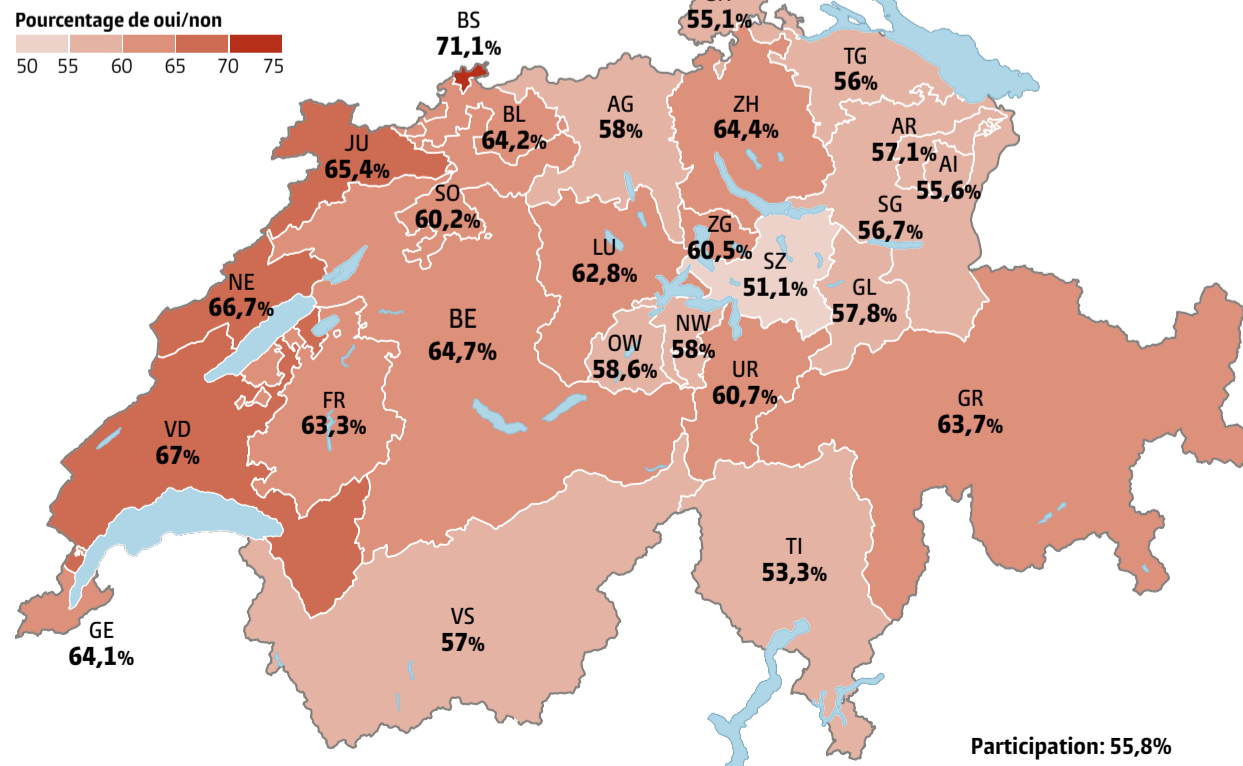 Pourcentage de oui/non
50 55 60 65 70 75
BS
71,1%
55,1%
TG
56%
BL
64,2%
AG
58%
ZH
64,4%
AR
57,1%
AI
55,6%
JU
65,4%
SO
60,2%
SG
56,7%
ZG
60,5%
LU
62,8%
SZ
51,1%
NE
66,7%
GL
57,8%
BE
64,7%
OW
58,6%
NW
58%
UR
60,7%
FR
63,3%
GR
63,7%
VD
67%
TI
53,3%
VS
57%
GE
64,1%
Participation: 55,8%